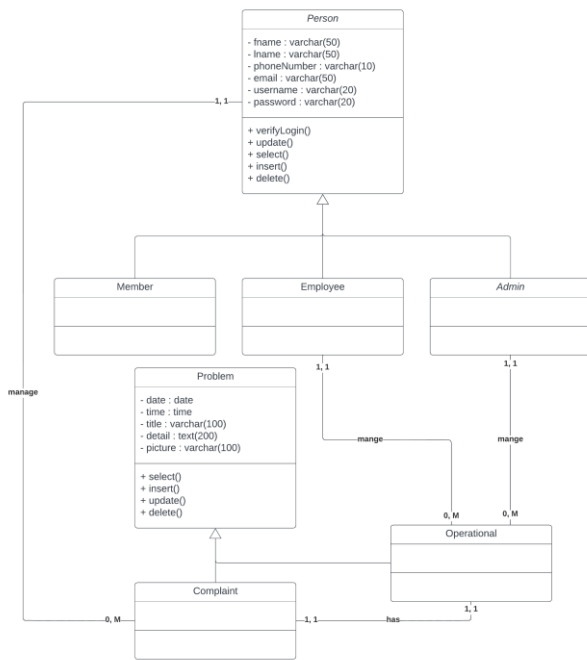 Person
- fname : varchar(50)
- lname : varchar(50)
- phoneNumber : varchar(10)
- email : varchar(50)
- username : varchar(20)
- password : varchar(20)
1, 1
+ verifyLogin()
+ update()
+ select()
+ insert()
+ delete()
Member
Employee
Admin
1, 1
1, 1
Problem
- date : date
- time : time
- title : varchar(100)
- detail : text(200)
- picture : varchar(100)
+ select()
+ insert()
+ update()
+ delete()
manage
mange
mange
0, M
0, M
Operational
Complaint
1, 1
0, M
1, 1
has